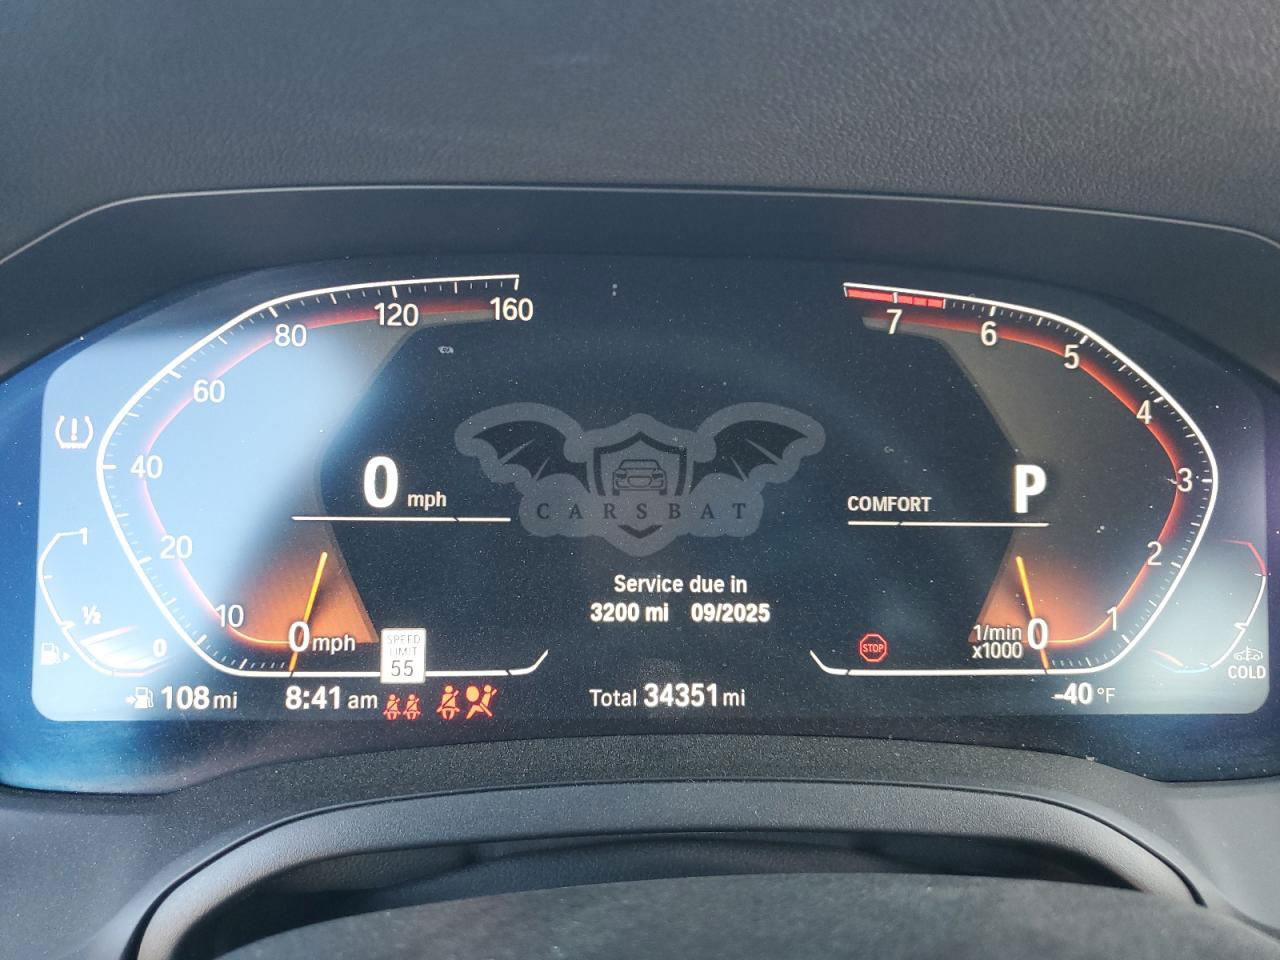 160
120
80
60
40
20
10
0 mph
0 mph
7
6
5
4
3
2
1
0
1/min
x1000
COMFORT
P
CARSBAT
Service due in
3200 mi 09/2025
SPEED
LIMIT
55
STOP
1
½
0
COLD
108 mi
8:41 am
Total 34351 mi
-40 °F